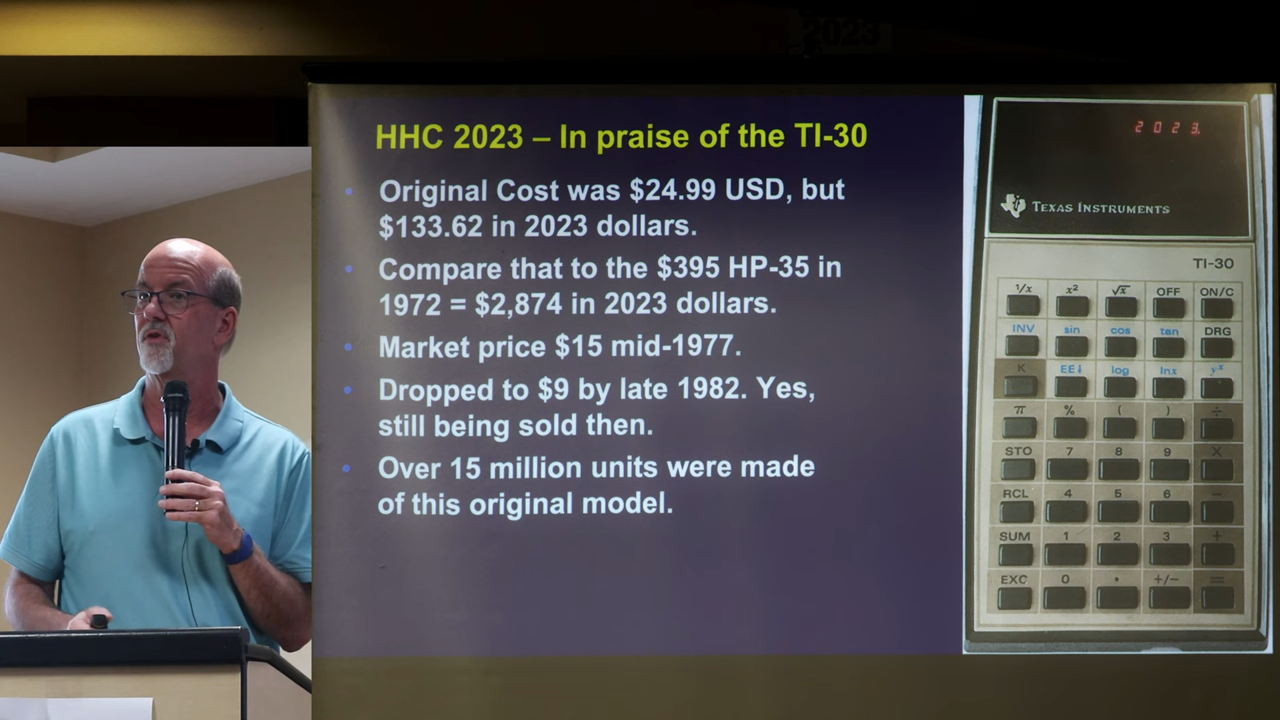 2023
HHC 2023 – In praise of the TI-30
• Original Cost was $24.99 USD, but
$133.62 in 2023 dollars.
• Compare that to the $395 HP-35 in
1972 = $2,874 in 2023 dollars.
• Market price $15 mid-1977.
• Dropped to $9 by late 1982. Yes,
still being sold then.
• Over 15 million units were made
of this original model.
2023.
TEXAS INSTRUMENTS
TI-30
1/x x² √x OFF ON/C
INV sin cos tan DRG
K EE↓ log lnx yˣ
π % ( ) ÷
STO 7 8 9 X
RCL 4 5 6 −
SUM 1 2 3 +
EXC 0 • +/− =